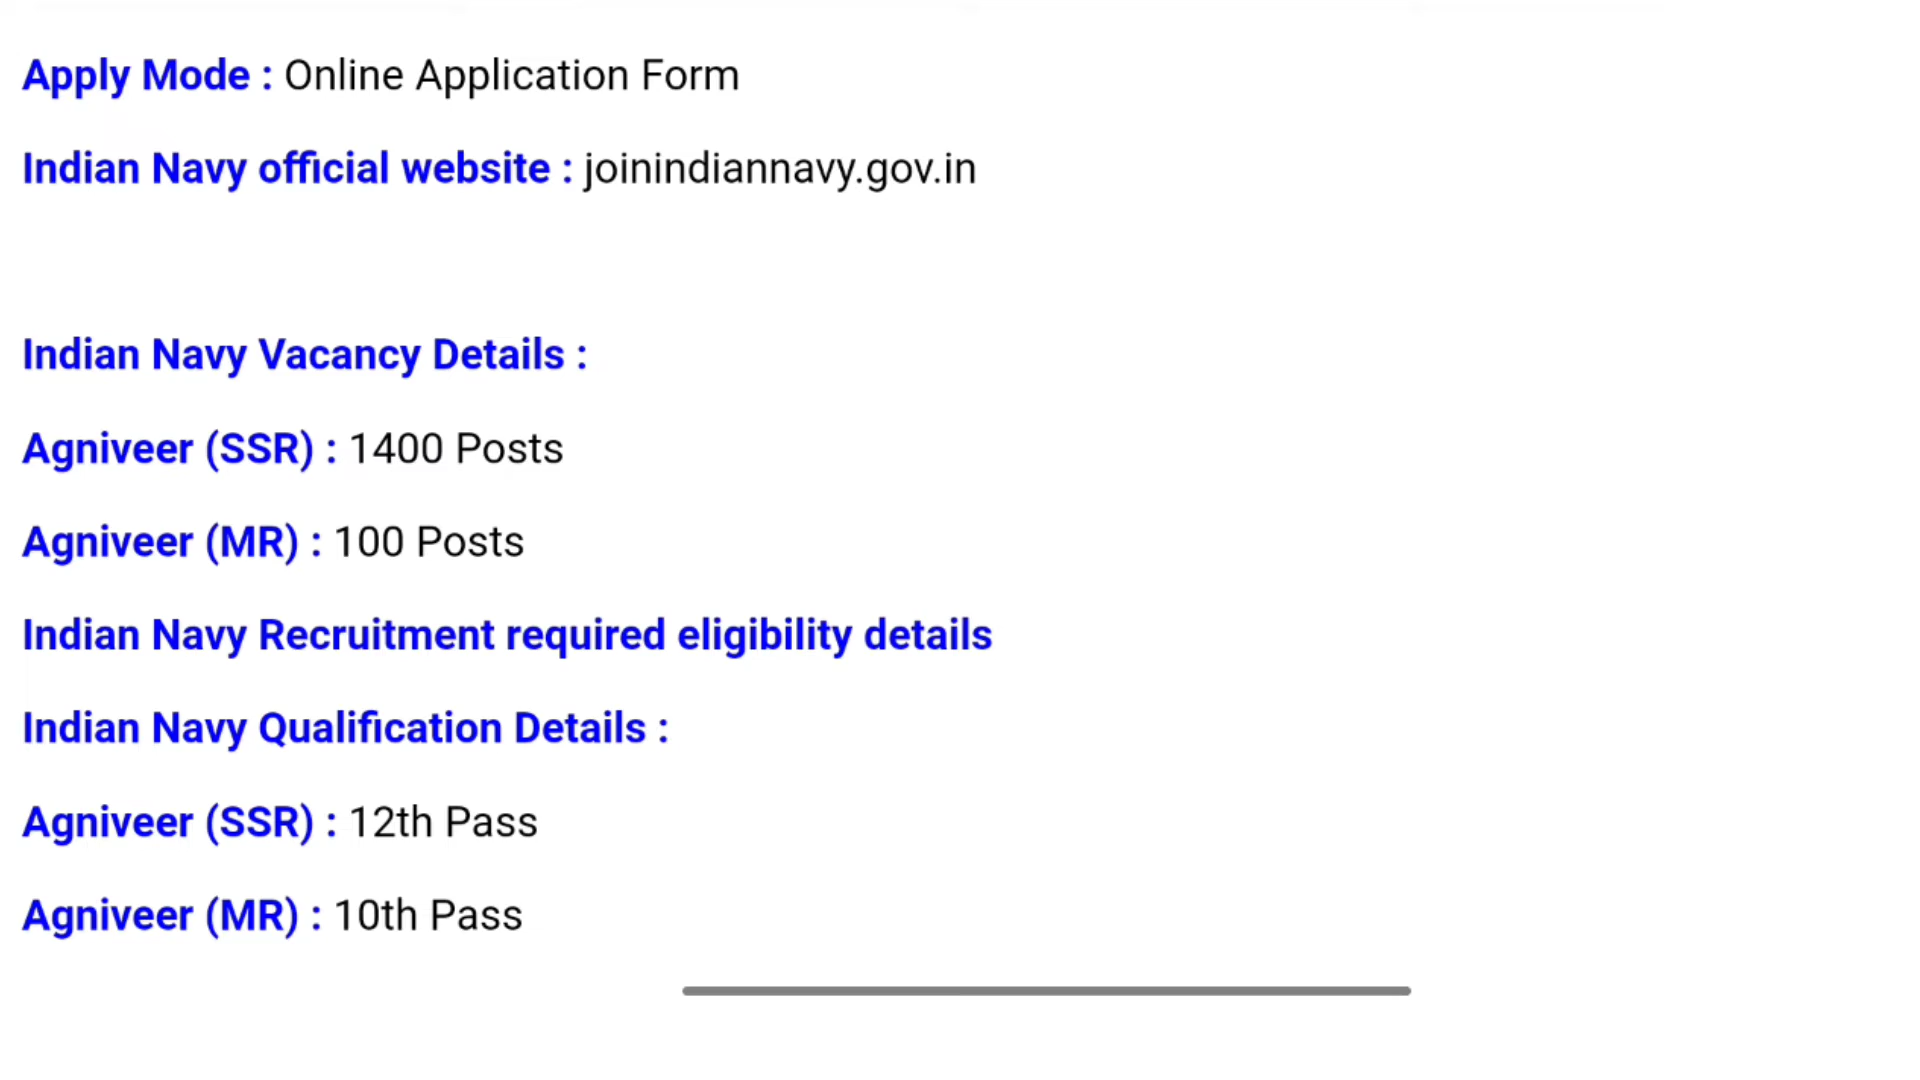 Apply Mode : Online Application Form
Indian Navy official website : joinindiannavy.gov.in
Indian Navy Vacancy Details :
Agniveer (SSR) : 1400 Posts
Agniveer (MR) : 100 Posts
Indian Navy Recruitment required eligibility details
Indian Navy Qualification Details :
Agniveer (SSR) : 12th Pass
Agniveer (MR) : 10th Pass